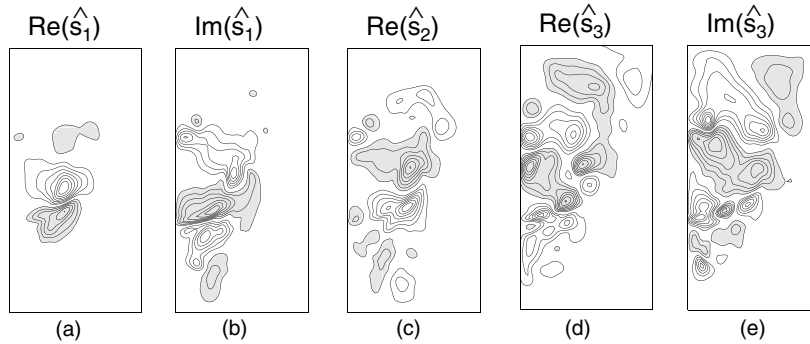 Re(ŝ₁) Im(ŝ₁) Re(ŝ₂) Re(ŝ₃) Im(ŝ₃)
(a) (b) (c) (d) (e)